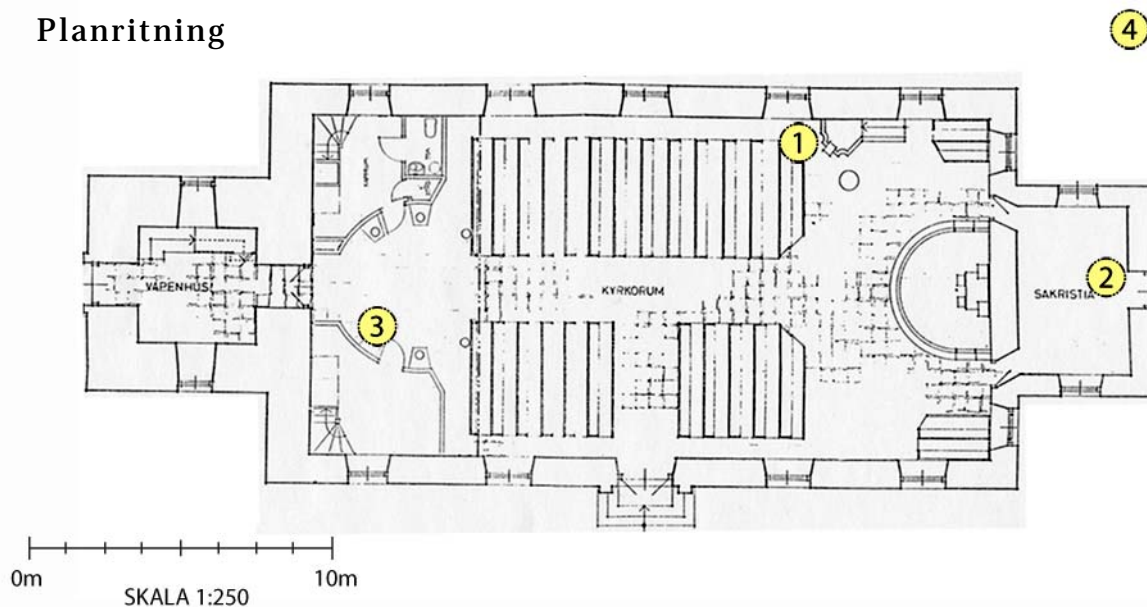 Planritning
4
1
VAPENHUS
KYRKORUM
SAKRISTIA
2
3
0m
10m
SKALA 1:250